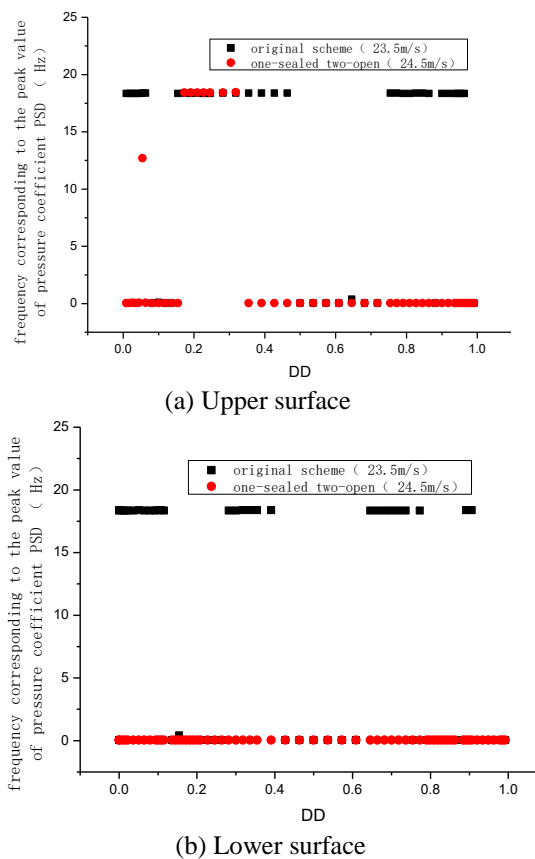 frequency corresponding to the peak value
of pressure coefficient PSD ( Hz)
25
20
15
10
5
0
original scheme ( 23.5m/s)
one-sealed two-open ( 24.5m/s)
0.0 0.2 0.4 0.6 0.8 1.0
DD
(a) Upper surface
frequency corresponding to the peak value
of pressure coefficient PSD ( Hz)
25
20
15
10
5
0
original scheme ( 23.5m/s)
one-sealed two-open ( 24.5m/s)
0.0 0.2 0.4 0.6 0.8 1.0
DD
(b) Lower surface